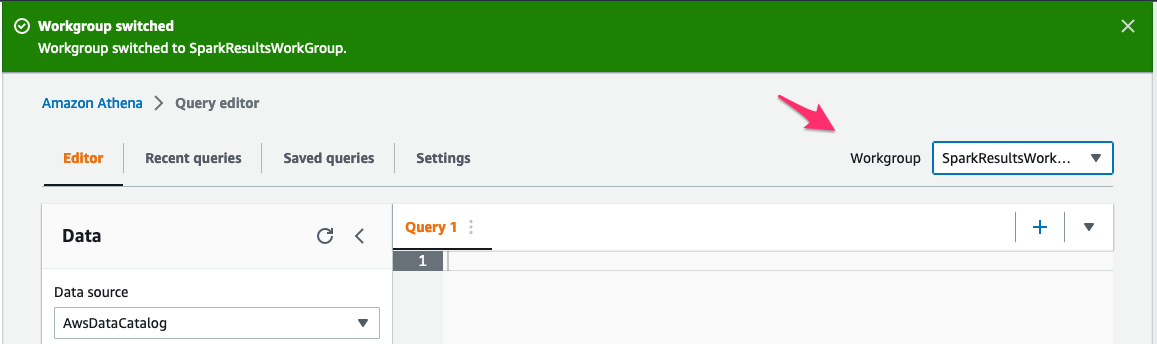 Workgroup switched
Workgroup switched to SparkResultsWorkGroup.
Amazon Athena > Query editor
Editor Recent queries Saved queries Settings Workgroup SparkResultsWork...
Data Query 1
1
Data source
AwsDataCatalog